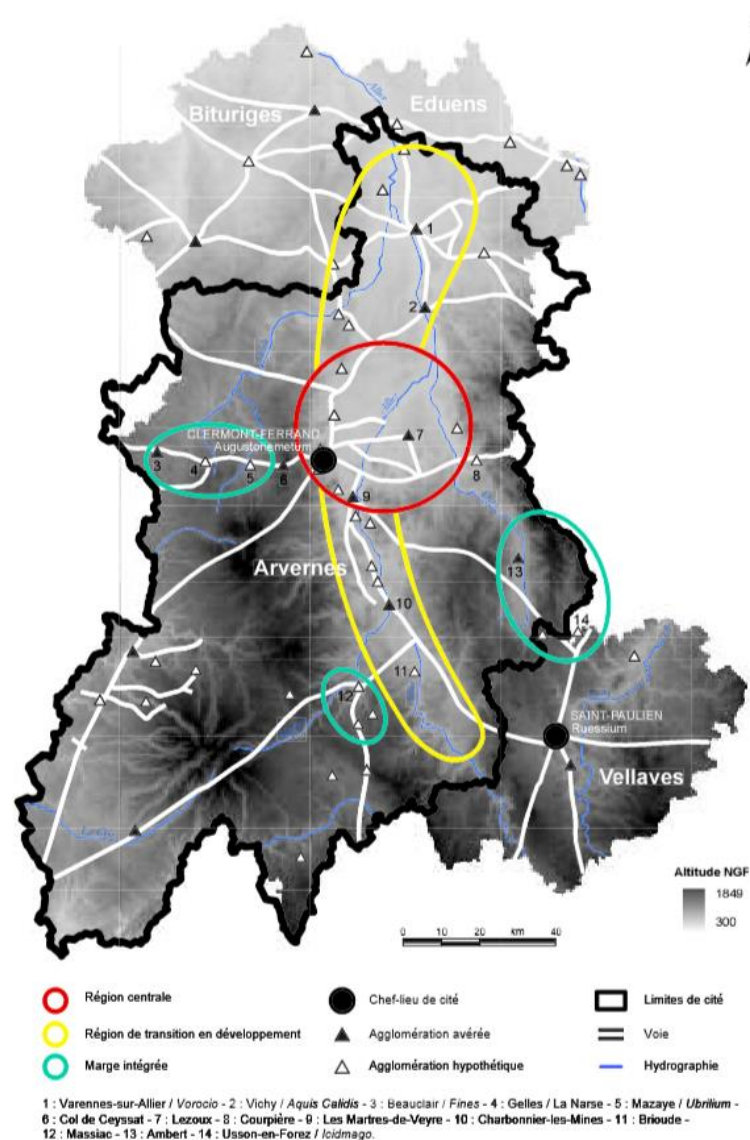 Allier
Bituriges
Eduens
1
2
CLERMONT-FERRAND
Augustonemetum
7
3
4
5
6
8
9
Allier
Arvernes
13
10
14
11
12
SAINT-PAULIEN
Ruessium
Vellaves
Altitude NGF
1849
300
0 10 20 km 40
Région centrale
Chef-lieu de cité
Limites de cité
Région de transition en développement
Agglomération avérée
Voie
Marge intégrée
Agglomération hypothétique
Hydrographie
1 : Varennes-sur-Allier / Vorocio - 2 : Vichy / Aquis Calidis - 3 : Beauclair / Fines - 4 : Gelles / La Narse - 5 : Mazaye / Ubrilium -
6 : Col de Ceyssat - 7 : Lezoux - 8 : Courpière - 9 : Les Martres-de-Veyre - 10 : Charbonnier-les-Mines - 11 : Brioude -
12 : Massiac - 13 : Ambert - 14 : Usson-en-Forez / Icidmago.